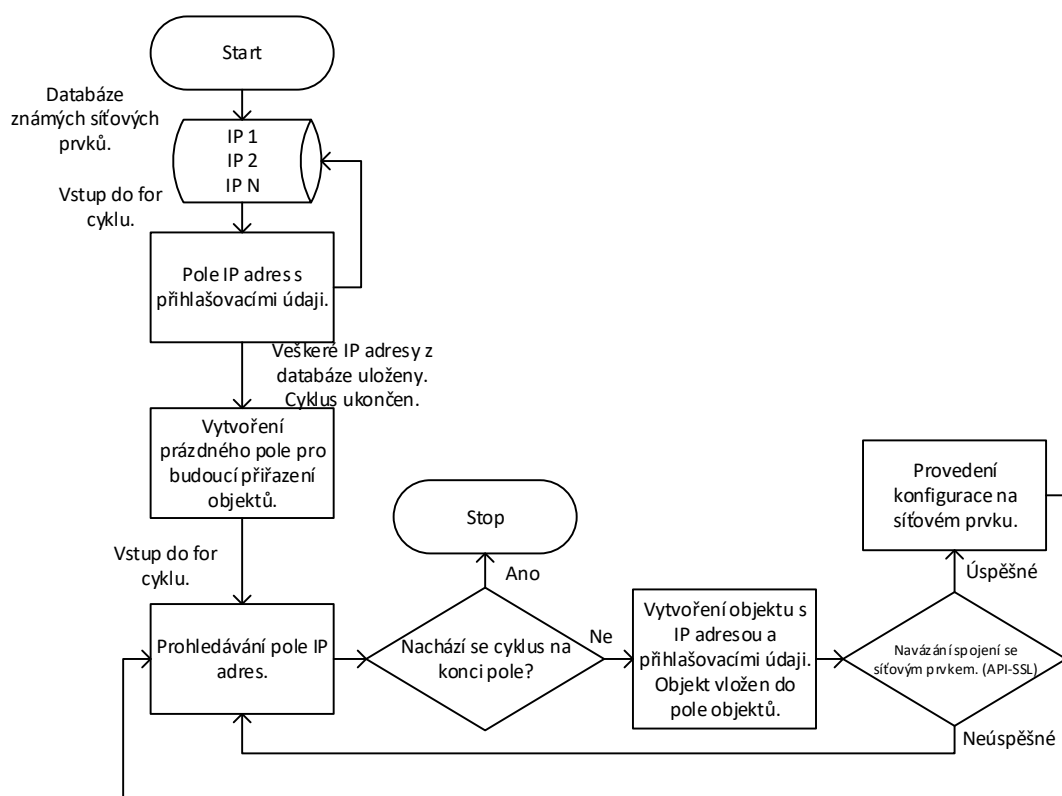 Start
Databáze
známých síťových
prvků.
IP 1
IP 2
IP N
Vstup do for
cyklu.
Pole IP adres s
přihlašovacími údaji.
Veškeré IP adresy z
databáze uloženy.
Cyklus ukončen.
Vytvoření
prázdného pole pro
budoucí přiřazení
objektů.
Vstup do for
cyklu.
Prohledávání pole IP
adres.
Nachází se cyklus na
konci pole?
Ano
Stop
Ne
Vytvoření objektu s
IP adresou a
přihlašovacími údaji.
Objekt vložen do
pole objektů.
Navázání spojení se
síťovým prvkem. (API-SSL)
Úspěšné
Provedení
konfigurace na
síťovém prvku.
Neúspěšné